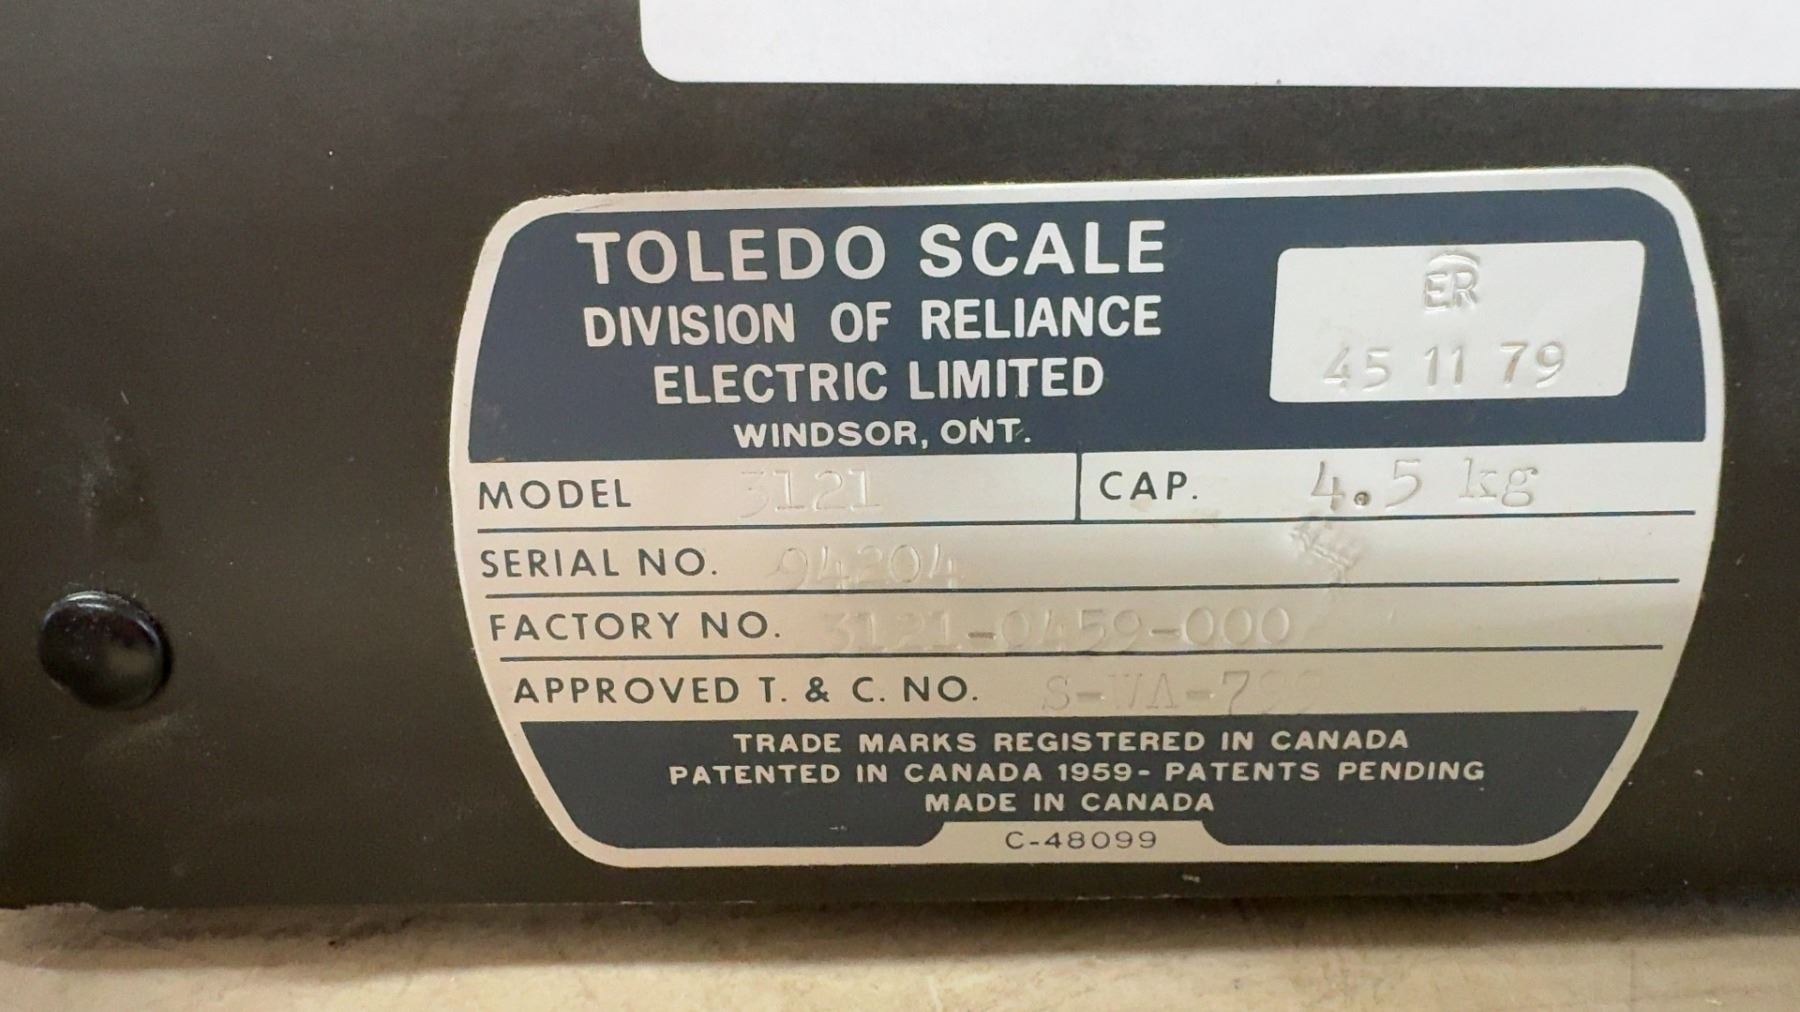 TOLEDO SCALE
DIVISION OF RELIANCE
ELECTRIC LIMITED
WINDSOR, ONT.
ER
45 11 79
MODEL 3121
CAP. 4.5 kg
SERIAL NO.
FACTORY NO. 3121-0459-000
APPROVED T. & C. NO.
TRADE MARKS REGISTERED IN CANADA
PATENTED IN CANADA 1959- PATENTS PENDING
MADE IN CANADA
C-48099